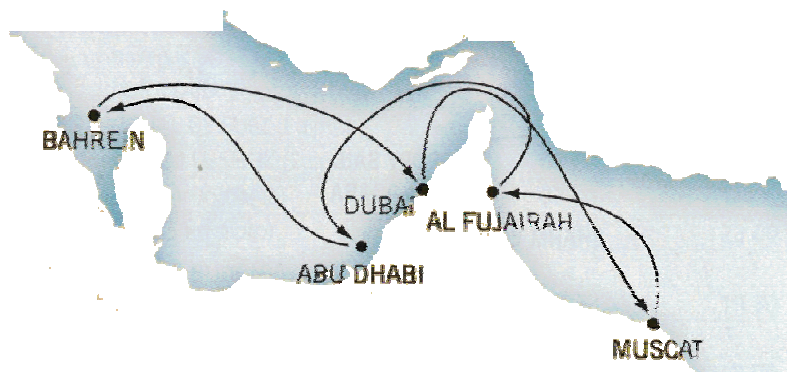 BAHREIN
DUBAI
AL FUJAIRAH
ABU DHABI
MUSCAT